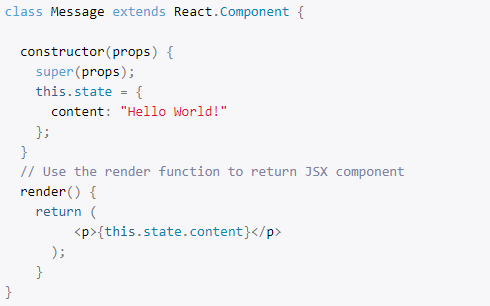 class Message extends React.Component {
constructor(props) {
super(props);
this.state = {
content: "Hello World!"
};
}
// Use the render function to return JSX component
render() {
return (
<p>{this.state.content}</p>
);
}
}